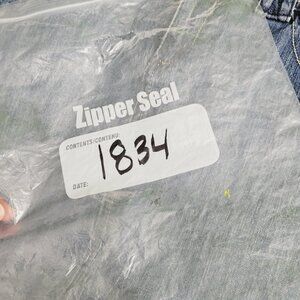 Zipper Seal
CONTENTS/CONTENU:
1834
DATE: